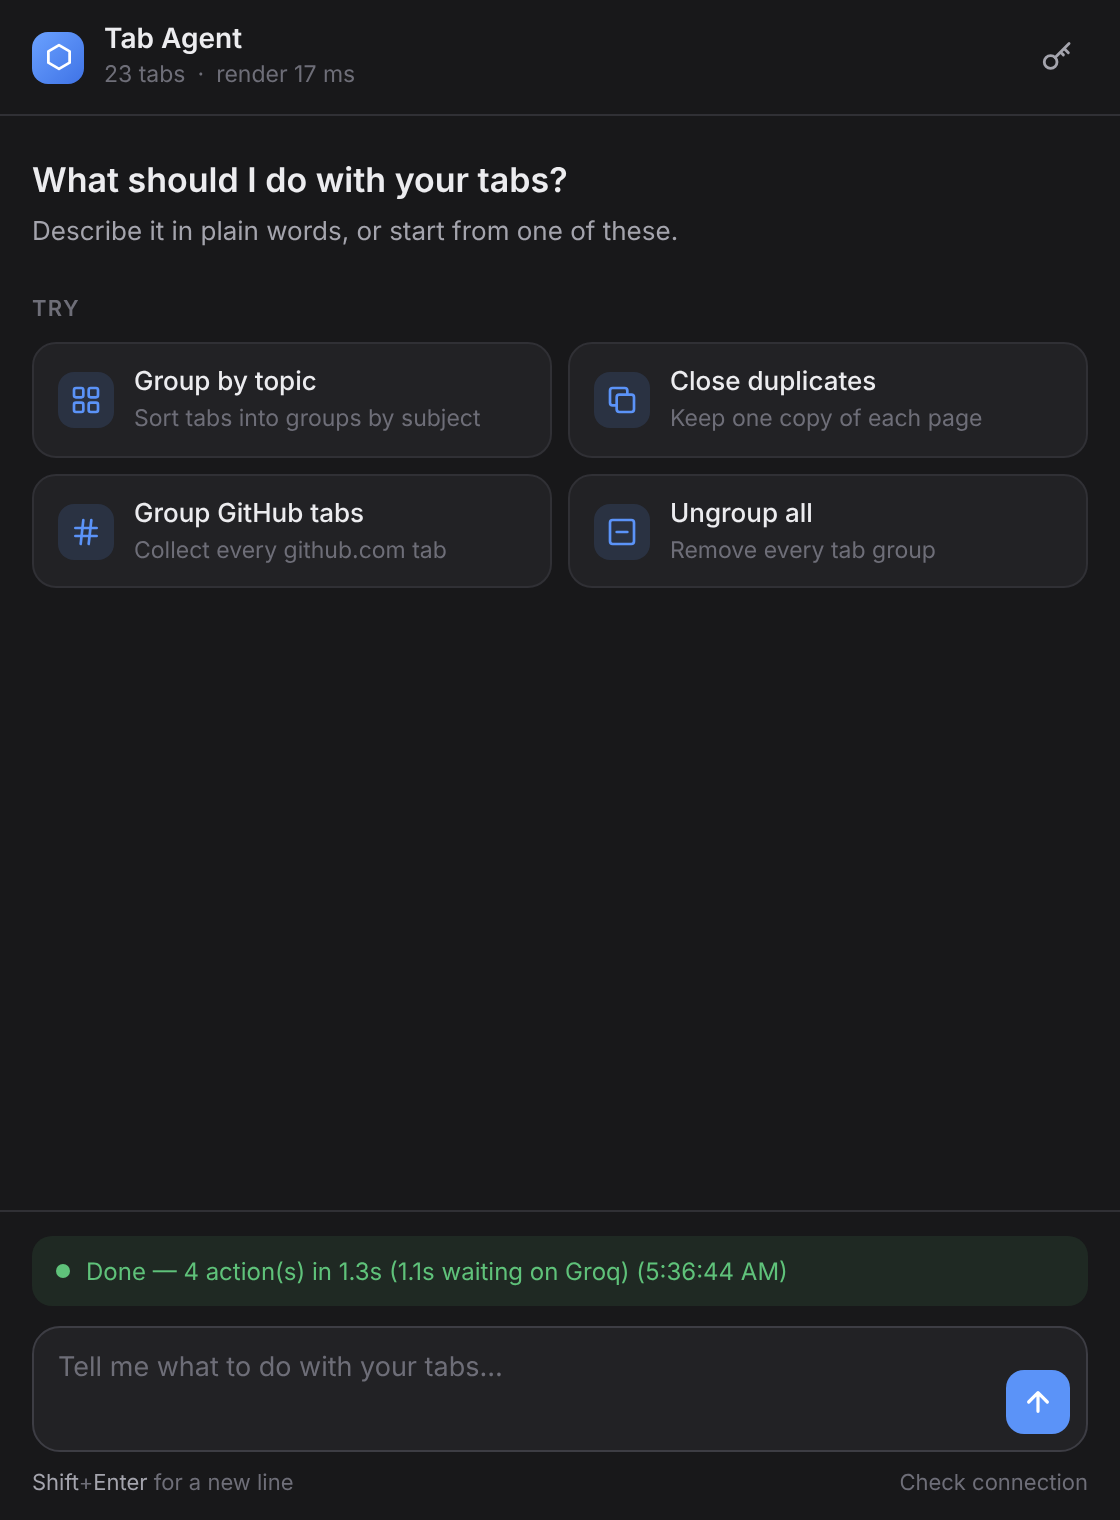 Tab Agent
23 tabs · render 17 ms
What should I do with your tabs?
Describe it in plain words, or start from one of these.
TRY
Group by topic
Sort tabs into groups by subject
Close duplicates
Keep one copy of each page
Group GitHub tabs
Collect every github.com tab
Ungroup all
Remove every tab group
Done — 4 action(s) in 1.3s (1.1s waiting on Groq) (5:36:44 AM)
Tell me what to do with your tabs...
Shift+Enter for a new line
Check connection